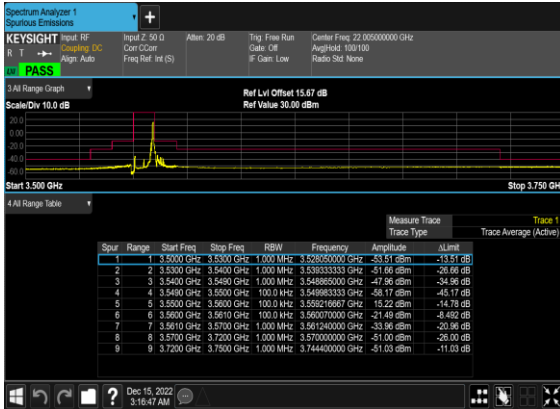 Spectrum Analyzer 1
Spurious Emissions
+
KEYSIGHT Input: RF Input Z: 50 Ω Atten: 20 dB Trig: Free Run Center Freq: 22.005000000 GHz
R T Coupling: DC Corr CCorr Gate: Off Avg|Hold: 100/100
Align: Auto Freq Ref: Int (S) IF Gain: Low Radio Std: None
PASS
3 All Range Graph
Ref Lvl Offset 15.67 dB
Scale/Div 10.0 dB Ref Value 30.00 dBm
20.0
0.00
-20.0
-40.0
-60.0
Start 3.500 GHz Stop 3.750 GH
4 All Range Table
Measure Trace Trace 1
Trace Type Trace Average (Active)
Spur Range Start Freq Stop Freq RBW Frequency Amplitude ΔLimit
1 1 3.5000 GHz 3.5300 GHz 1.000 MHz 3.528050000 GHz -53.51 dBm -13.51 dB
2 2 3.5300 GHz 3.5400 GHz 1.000 MHz 3.539333333 GHz -51.66 dBm -26.66 dB
3 3 3.5400 GHz 3.5490 GHz 1.000 MHz 3.548865000 GHz -47.96 dBm -34.96 dB
4 4 3.5490 GHz 3.5500 GHz 100.0 kHz 3.549983333 GHz -58.17 dBm -45.17 dB
5 5 3.5500 GHz 3.5600 GHz 100.0 kHz 3.559216667 GHz 15.22 dBm -14.78 dB
6 6 3.5600 GHz 3.5610 GHz 100.0 kHz 3.560070000 GHz -21.49 dBm -8.492 dB
7 7 3.5610 GHz 3.5700 GHz 1.000 MHz 3.561240000 GHz -33.96 dBm -20.96 dB
8 8 3.5700 GHz 3.7200 GHz 1.000 MHz 3.570000000 GHz -51.00 dBm -26.00 dB
9 9 3.7200 GHz 3.7500 GHz 1.000 MHz 3.744400000 GHz -51.03 dBm -11.03 dB
? Dec 15, 2022
3:16:47 AM